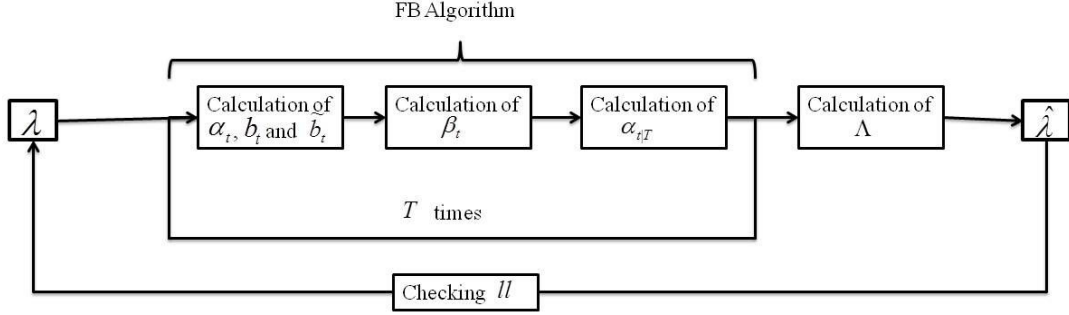 FB Algorithm
λ
Calculation of
α_t, b_t and b̃_t
Calculation of
β_t
Calculation of
α_{t|T}
Calculation of
Λ
λ̂
T times
Checking ll